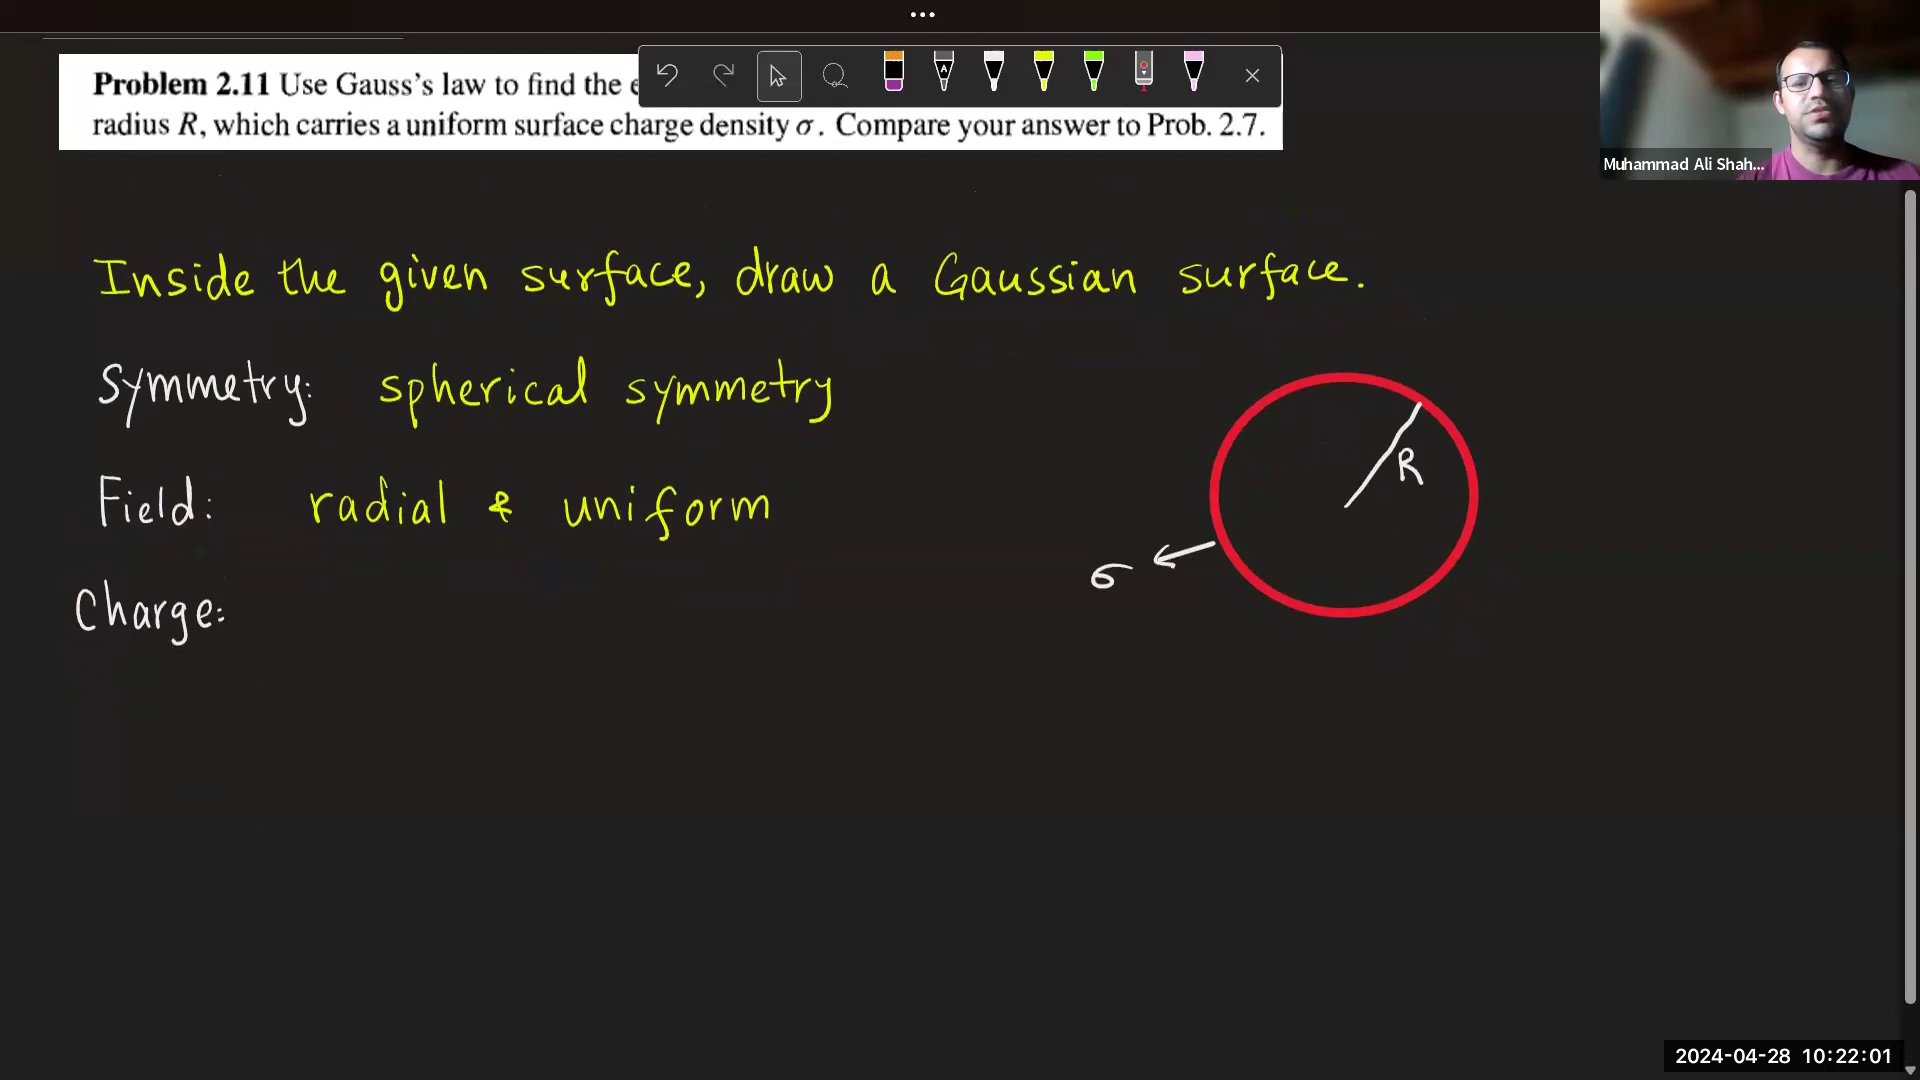 Problem 2.11 Use Gauss's law to find the
radius R, which carries a uniform surface charge density σ. Compare your answer to Prob. 2.7.
Muhammad Ali Shah...
Inside the given surface, draw a Gaussian surface.
Symmetry: spherical symmetry
R
Field: radial & uniform
σ
Charge:
2024-04-28 10:22:01